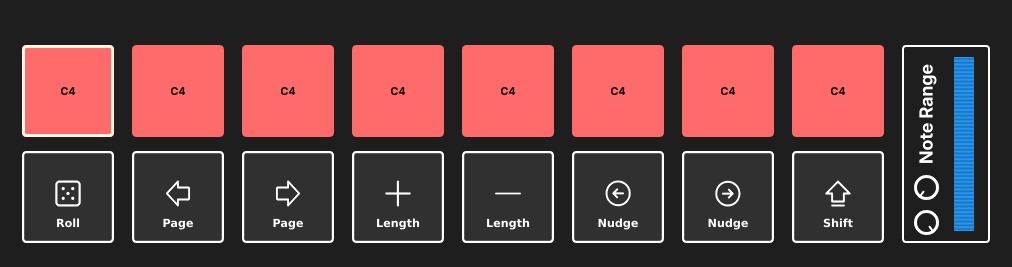 C4 C4 C4 C4 C4 C4 C4 C4
Roll Page Page Length Length Nudge Nudge Shift
Note Range